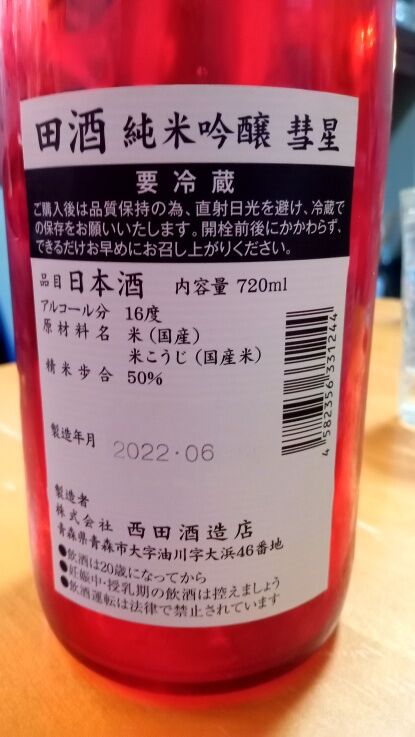 田酒 純米吟醸 彗星
要冷蔵
ご購入後は品質保持の為、直射日光を避け、冷蔵で
の保存をお願いいたします。開栓前後にかかわらず、
できるだけお早めにお召し上がりください。
品目 日本酒 内容量 720ml
アルコール分 16度
原材料名 米(国産)
米こうじ(国産米)
精米歩合 50%
4 582356 331244
製造年月 2022・06
製造者
株式会社 西田酒造店
青森県青森市大字油川字大浜46番地
●飲酒は20歳になってから
●妊娠中・授乳期の飲酒は控えましょう
●飲酒運転は法律で禁止されています